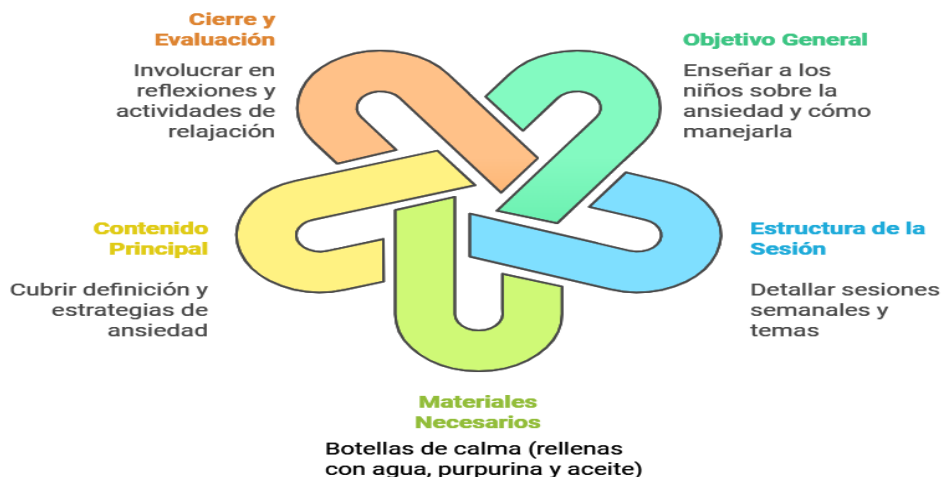 Cierre y
Evaluación
Involucrar en
reflexiones y
actividades de
relajación
Objetivo General
Enseñar a los
niños sobre la
ansiedad y cómo
manejarla
Contenido
Principal
Cubrir definición y
estrategias de
ansiedad
Estructura de la
Sesión
Detallar sesiones
semanales y
temas
Materiales
Necesarios
Botellas de calma (rellenas
con agua, purpurina y aceite)